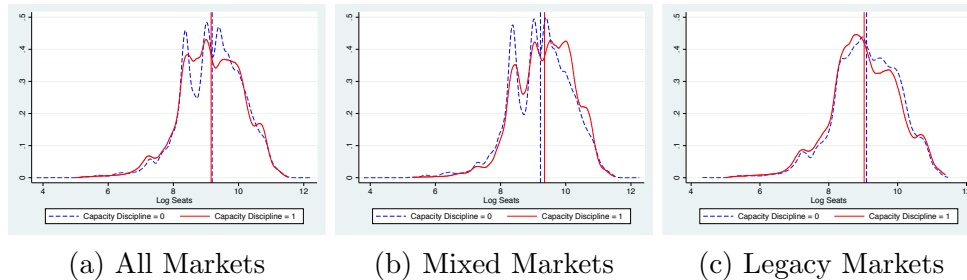 .5
.4
.3
.2
.1
0
4 6 8 10 12
Log Seats
Capacity Discipline = 0 Capacity Discipline = 1
(a) All Markets
.5
.4
.3
.2
.1
0
4 6 8 10 12
Log Seats
Capacity Discipline = 0 Capacity Discipline = 1
(b) Mixed Markets
.5
.4
.3
.2
.1
0
4 6 8 10 12
Log Seats
Capacity Discipline = 0 Capacity Discipline = 1
(c) Legacy Markets